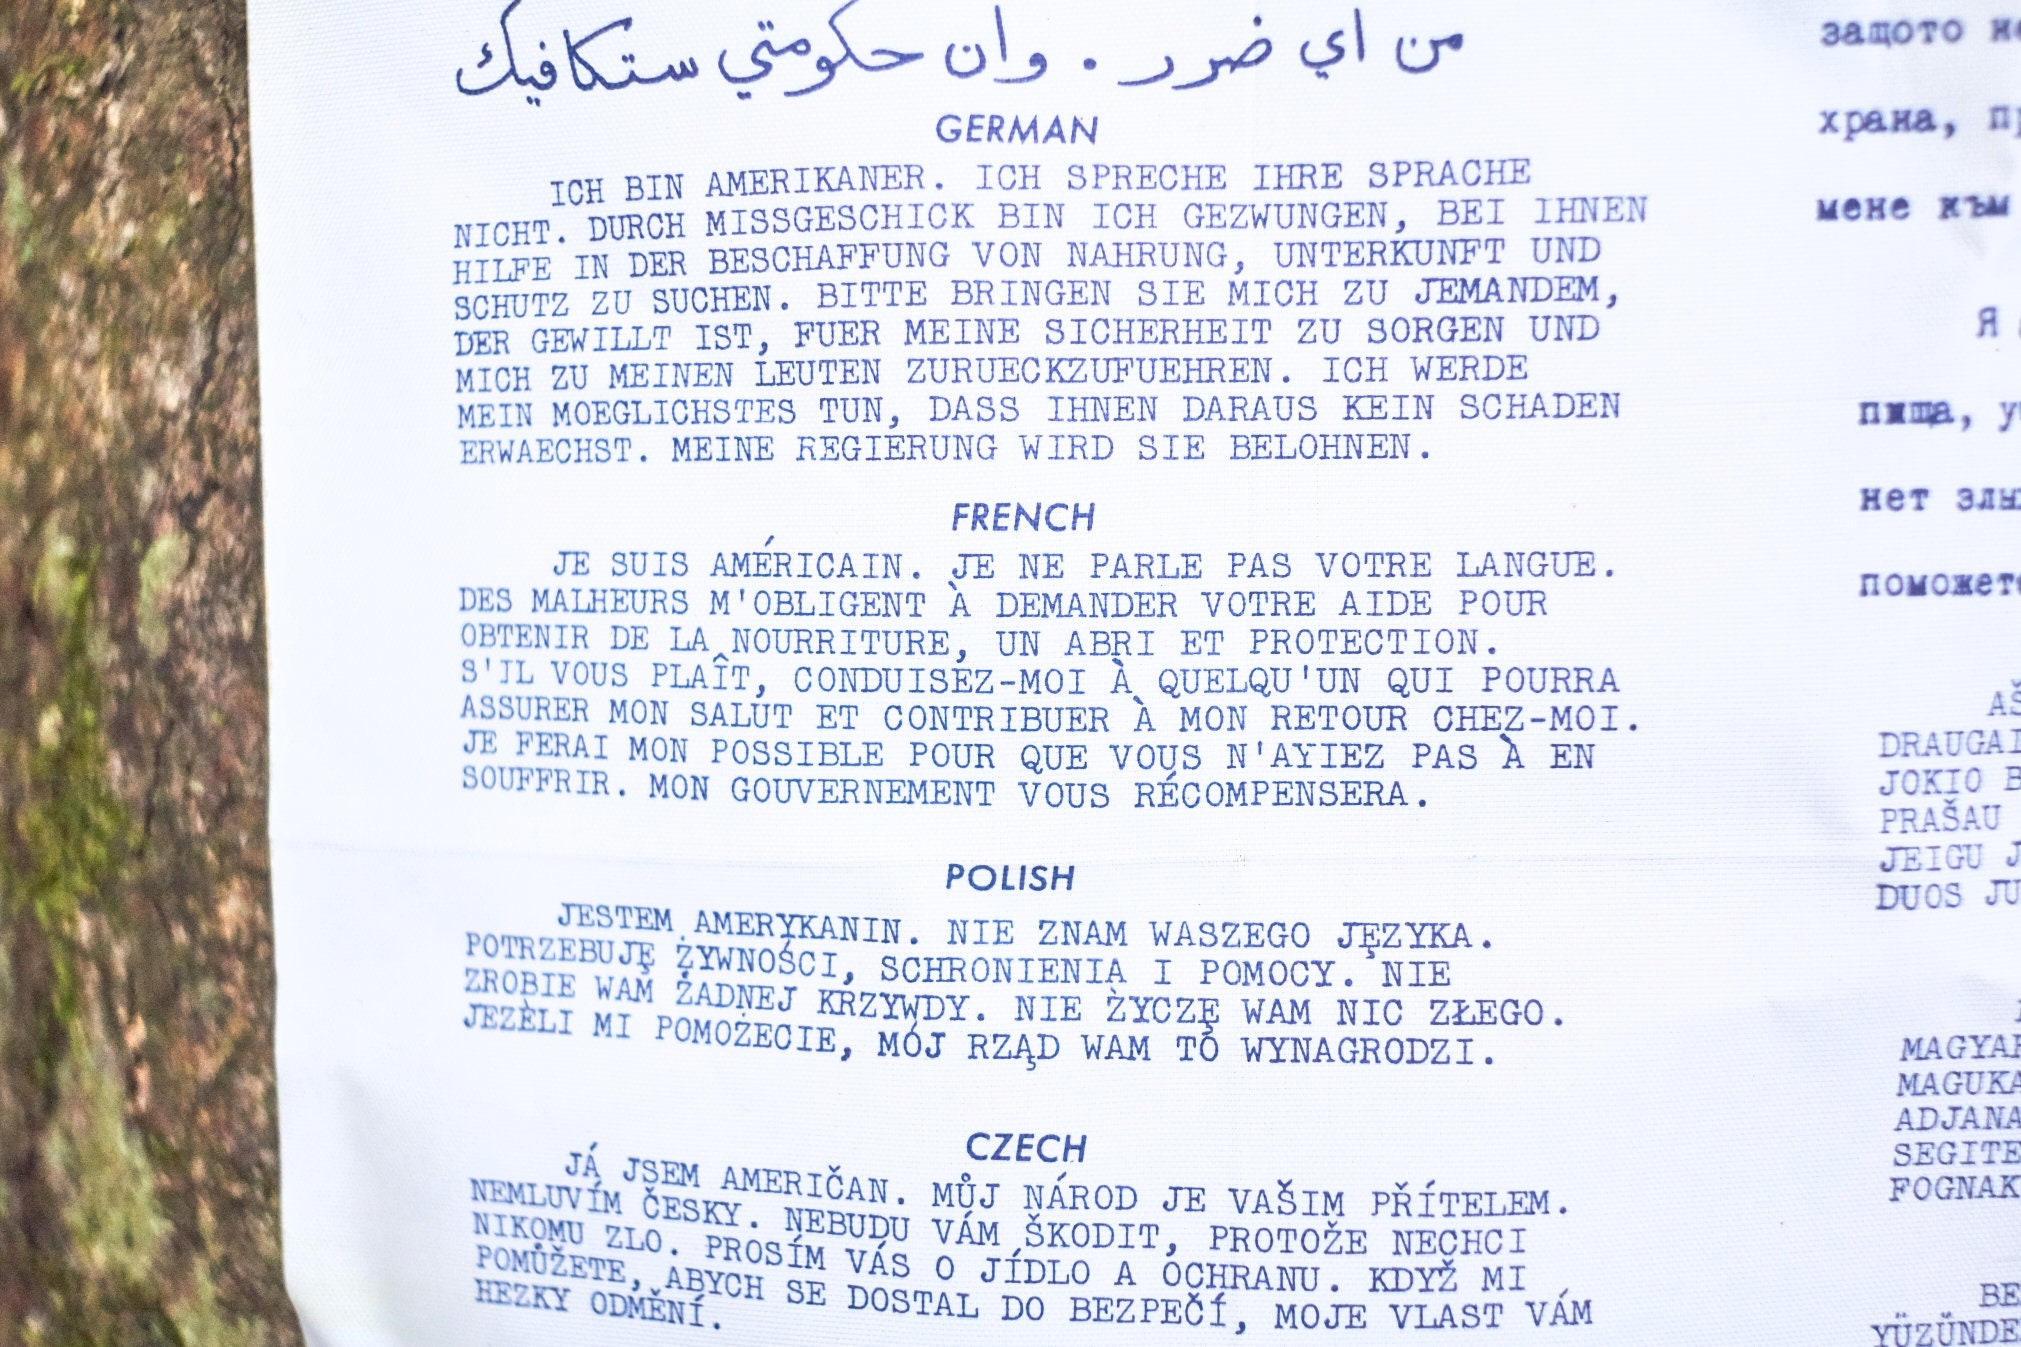 من اي ضرر . وان حكومتي ستكافيك
GERMAN
ICH BIN AMERIKANER. ICH SPRECHE IHRE SPRACHE
NICHT. DURCH MISSGESCHICK BIN ICH GEZWUNGEN, BEI IHNEN
HILFE IN DER BESCHAFFUNG VON NAHRUNG, UNTERKUNFT UND
SCHUTZ ZU SUCHEN. BITTE BRINGEN SIE MICH ZU JEMANDEM,
DER GEWILLT IST, FUER MEINE SICHERHEIT ZU SORGEN UND
MICH ZU MEINEN LEUTEN ZURUECKZUFUEHREN. ICH WERDE
MEIN MOEGLICHSTES TUN, DASS IHNEN DARAUS KEIN SCHADEN
ERWAECHST. MEINE REGIERUNG WIRD SIE BELOHNEN.
FRENCH
JE SUIS AMÉRICAIN. JE NE PARLE PAS VOTRE LANGUE.
DES MALHEURS M'OBLIGENT À DEMANDER VOTRE AIDE POUR
OBTENIR DE LA NOURRITURE, UN ABRI ET PROTECTION.
S'IL VOUS PLAÎT, CONDUISEZ-MOI À QUELQU'UN QUI POURRA
ASSURER MON SALUT ET CONTRIBUER À MON RETOUR CHEZ-MOI.
JE FERAI MON POSSIBLE POUR QUE VOUS N'AYIEZ PAS À EN
SOUFFRIR. MON GOUVERNEMENT VOUS RÉCOMPENSERA.
POLISH
JESTEM AMERYKANIN. NIE ZNAM WASZEGO JĘZYKA.
POTRZEBUJĘ ŻYWNOŚCI, SCHRONIENIA I POMOCY. NIE
ZROBIE WAM ŻADNEJ KRZYWDY. NIE ŻYCZĘ WAM NIC ZŁEGO.
JEŻELI MI POMOŻECIE, MÓJ RZĄD WAM TO WYNAGRODZI.
CZECH
JÁ JSEM AMERIČAN. MŮJ NÁROD JE VAŠIM PŘÍTELEM.
NEMLUVÍM ČESKY. NEBUDU VÁM ŠKODIT, PROTOŽE NECHCI
NIKOMU ZLO. PROSÍM VÁS O JÍDLO A OCHRANU. KDYŽ MI
POMŮŽETE, ABYCH SE DOSTAL DO BEZPEČÍ, MOJE VLAST VÁM
HEZKY ODMĚNÍ.
защото
храна,
мене към
Я
пища,
нет
поможете
DRAUGAI
JOKIO
PRAŠAU
JEIGU
DUOS
MAGYAR
MAGUKA
ADJANA
SEGITE
FOGNAK
BE
YÜZÜNDE